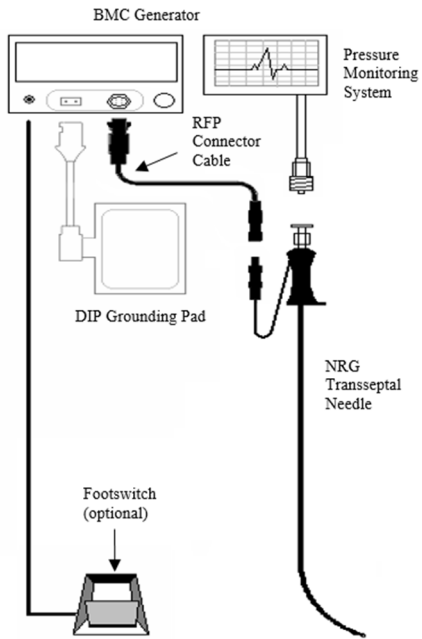 BMC Generator
Pressure
Monitoring
System
RFP
Connector
Cable
DIP Grounding Pad
NRG
Transseptal
Needle
Footswitch
(optional)